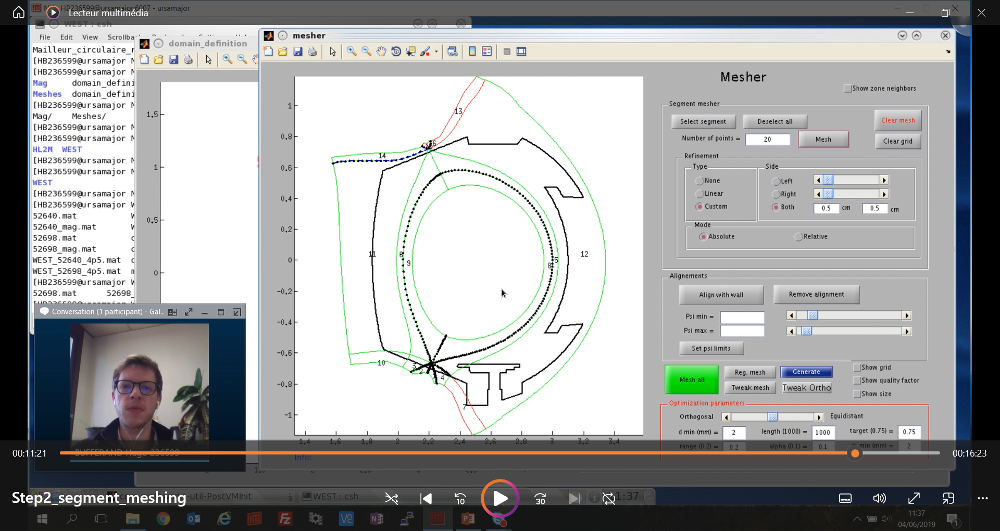 HB236599@ursamajor:6007 - ursamajor
Lecteur multimédia
WEST : csh
File Edit View
domain_definition
mesher
Mailleur_circulaire_
[HB236599@ursamajor
[HB236599@ursamajor
Mag domain_defini
Meshes domain_defini
[HB236599@ursamajor
Mag/ Meshes/
[HB236599@ursamajor
[HB236599@ursamajor
HL2M WEST
[HB236599@ursamajor
[HB236599@ursamajor
WEST
[HB236599@ursamajor
[HB236599@ursamajor
52640.mat
52640_mag.mat
52698.mat
52698_mag.mat
WEST_52640_4p5.mat
WEST_52698_4p5.mat
[HB236599@ursamajor
52698.mat 52698_
1.5
1
0.5
0
1
0.8
0.6
0.4
0.2
0
-0.2
-0.4
-0.6
-0.8
-1
1.4 1.6 1.8 2 2.2 2.4 2.6 2.8 3 3.2 3.4
13
14
11
6
9
5
8
12
10
3
2
4
7
Info:
Mesher
Show zone neighbors
Segment mesher
Select segment
Deselect all
Clear mesh
Number of points =
20
Mesh
Clear grid
Refinement
Type
Side
None
Left
Linear
Right
Custom
Both
0.5
cm
0.5
cm
Mode
Absolute
Relative
Alignements
Align with wall
Remove alignment
Psi min =
Psi max =
Set psi limits
Mesh all
Reg. mesh
Generate
Show grid
Tweak mesh
Tweak Ortho
Show quality factor
Show size
Optimization parameters
Orthogonal
Equidistant
d min (mm) =
2
length (1000) =
1000
target (0.75) =
0.75
range (0.2) =
0.2
alpha (0.1) =
0.1
dr min (mm) =
2
Conversation (1 participant) - Gal..
BUFFERAND Hugo 236599
00:11:21
00:16:23
Step2_segment_meshing
-util-PostVMInit
WEST : csh
10
30
11:37
04/06/2019
1